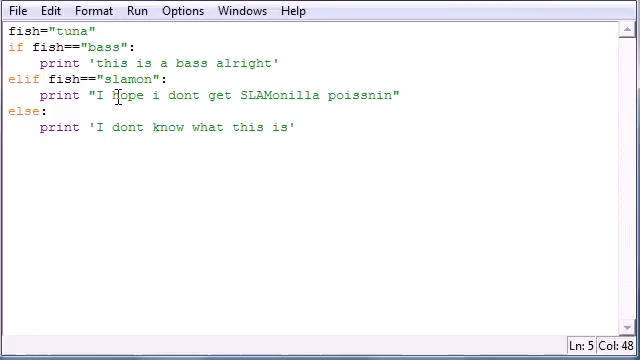 File Edit Format Run Options Windows Help
fish="tuna"
if fish=="bass":
    print 'this is a bass alright'
elif fish=="slamon":
    print "I hope i dont get SLAMonilla poissnin"
else:
    print 'I dont know what this is'
Ln: 5 Col: 48